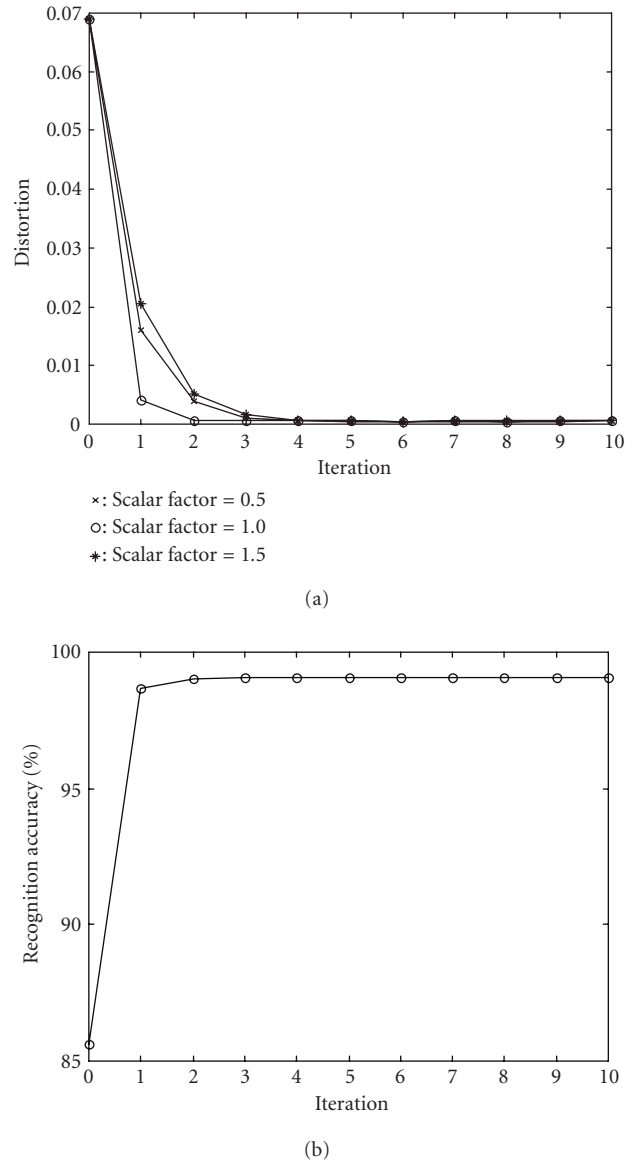 0.07
0.06
0.05
0.04
0.03
0.02
0.01
0
Distortion
0 1 2 3 4 5 6 7 8 9 10
Iteration
×: Scalar factor = 0.5
○: Scalar factor = 1.0
∗: Scalar factor = 1.5
(a)
100
95
90
85
Recognition accuracy (%)
0 1 2 3 4 5 6 7 8 9 10
Iteration
(b)